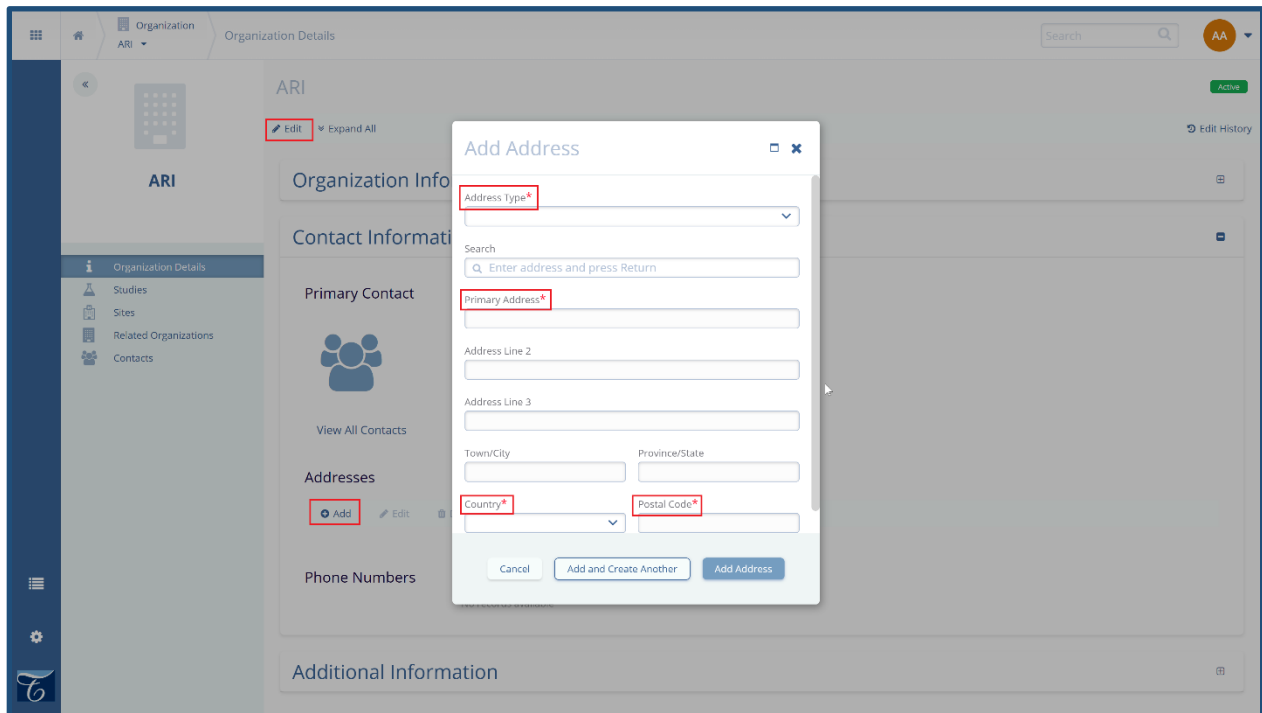 Organization
ARI
Organization Details
Search
AA
ARI
Active
Edit
Expand All
Edit History
ARI
Organization Details
Studies
Sites
Related Organizations
Contacts
Organization Info
Contact Informati
Primary Contact
View All Contacts
Addresses
Add
Edit
Phone Numbers
No records available
Additional Information
Add Address
Address Type*
Search
Enter address and press Return
Primary Address*
Address Line 2
Address Line 3
Town/City
Province/State
Country*
Postal Code*
Cancel
Add and Create Another
Add Address